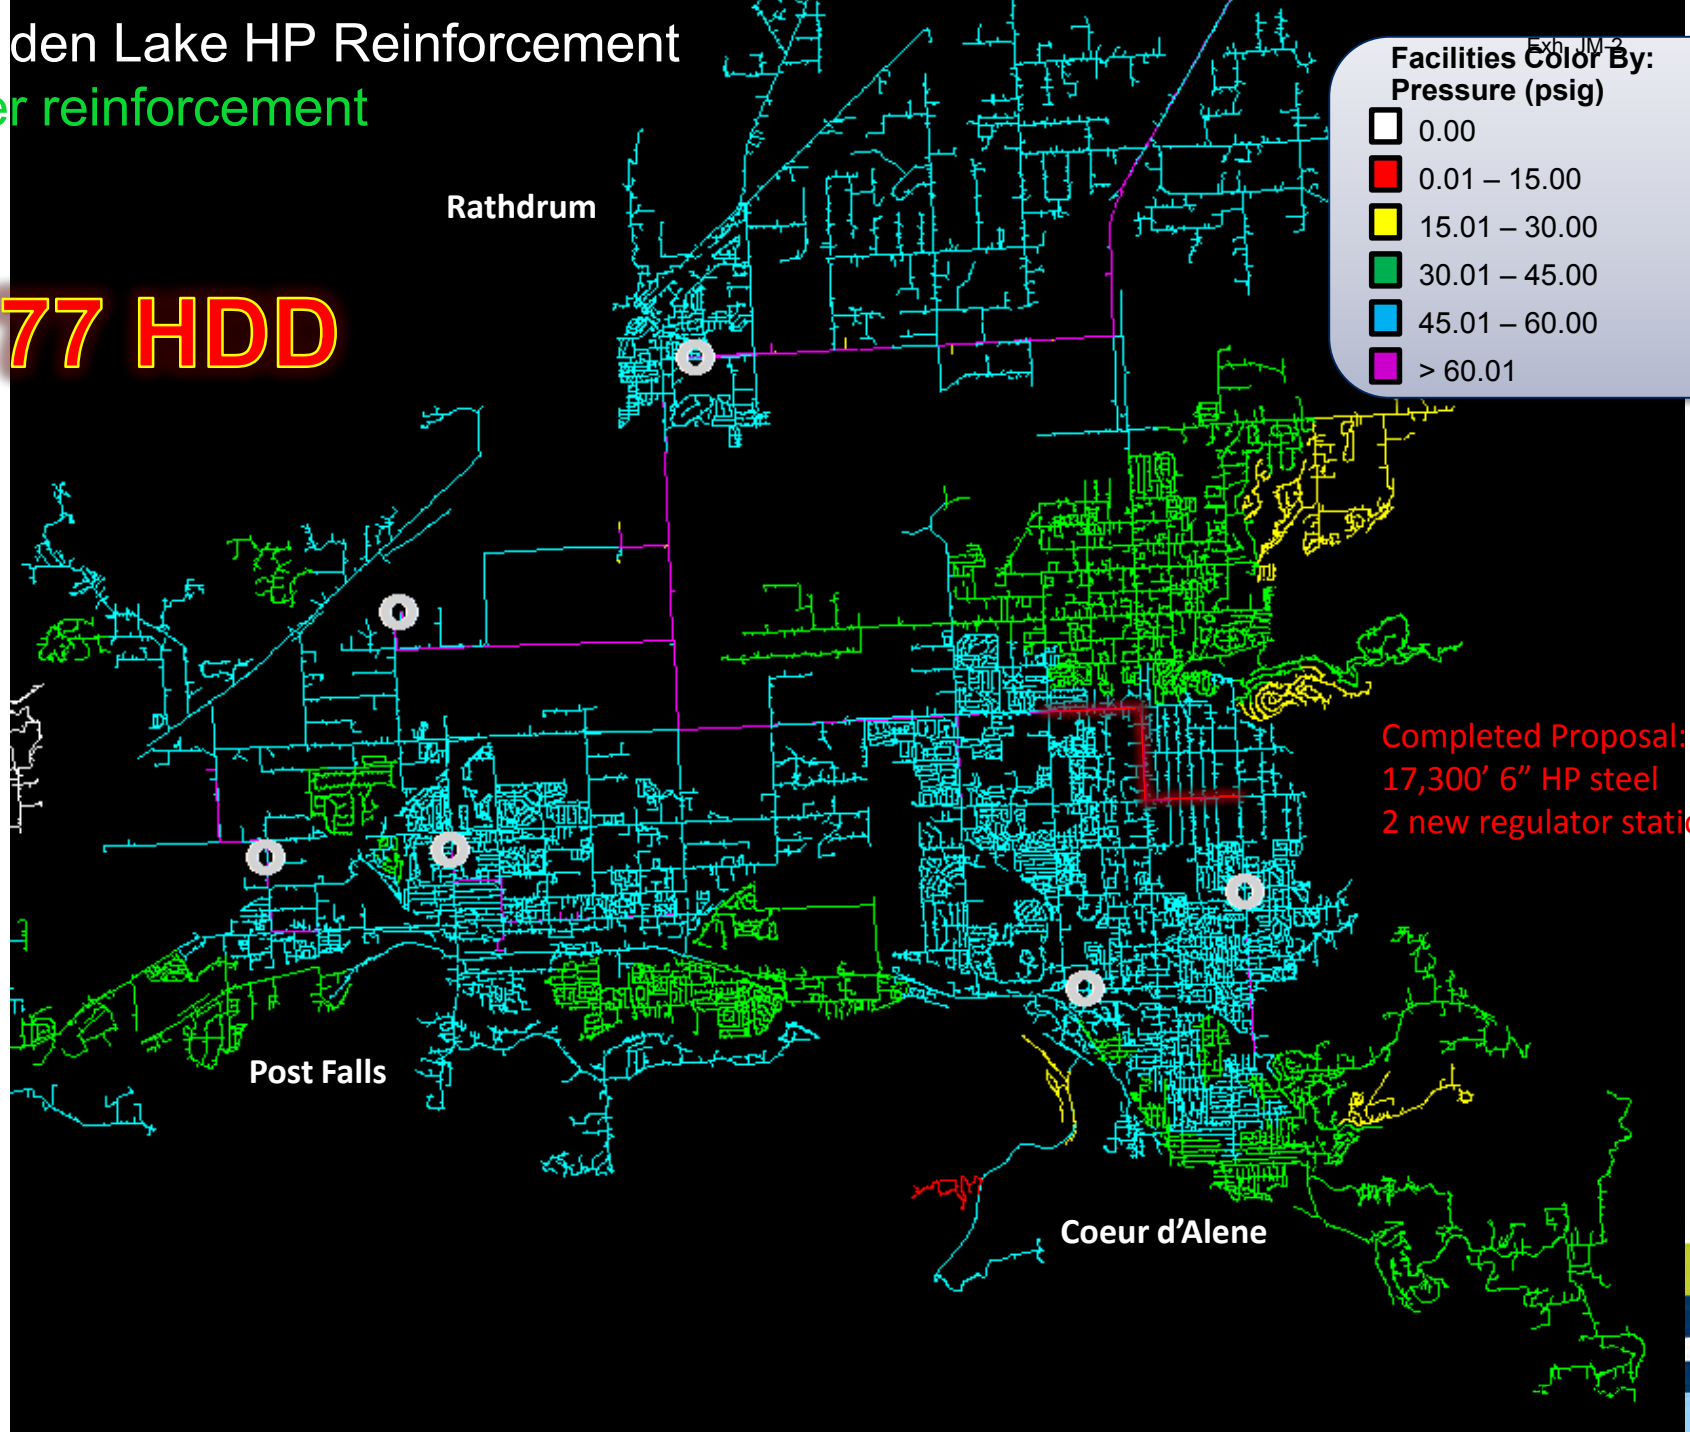 den Lake HP Reinforcement
er reinforcement
Exh. JM-2
Facilities Color By:
Pressure (psig)
0.00
0.01 – 15.00
15.01 – 30.00
30.01 – 45.00
45.01 – 60.00
> 60.01
Rathdrum
77 HDD
Completed Proposal:
17,300’ 6” HP steel
2 new regulator static
Post Falls
Coeur d’Alene